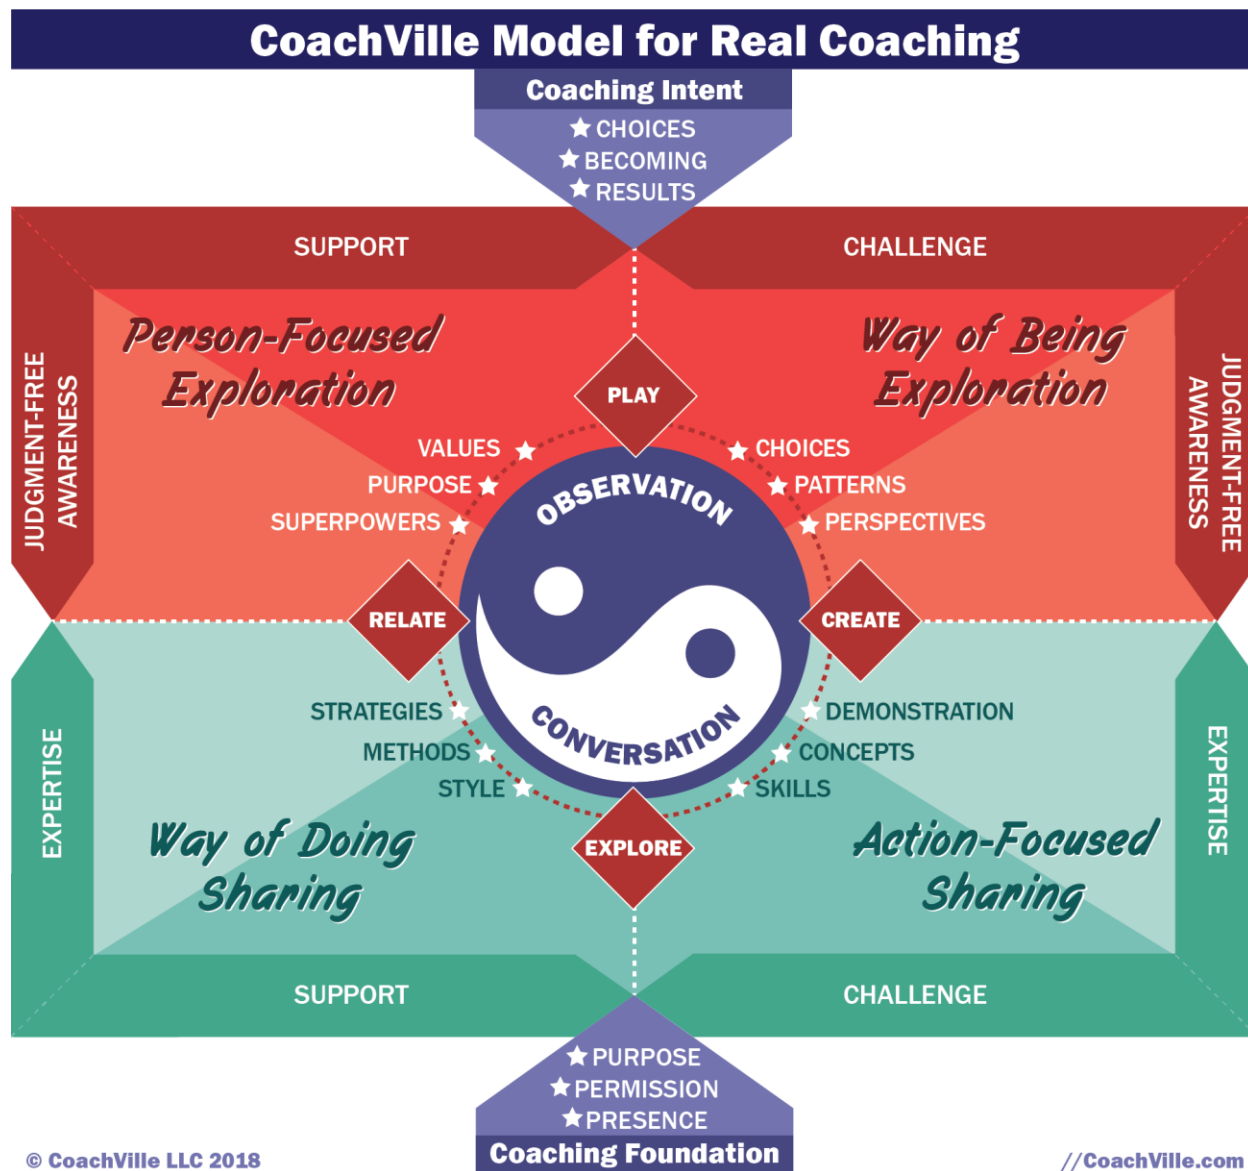 CoachVille Model for Real Coaching
Coaching Intent
CHOICES
BECOMING
RESULTS
SUPPORT
CHALLENGE
JUDGMENT-FREE
AWARENESS
Person-Focused
Exploration
Way of Being
Exploration
JUDGMENT-FREE
AWARENESS
PLAY
VALUES
PURPOSE
SUPERPOWERS
CHOICES
PATTERNS
PERSPECTIVES
OBSERVATION
RELATE
CREATE
CONVERSATION
STRATEGIES
METHODS
STYLE
DEMONSTRATION
CONCEPTS
SKILLS
EXPLORE
EXPERTISE
Way of Doing
Sharing
Action-Focused
Sharing
EXPERTISE
SUPPORT
CHALLENGE
PURPOSE
PERMISSION
PRESENCE
Coaching Foundation
© CoachVille LLC 2018
//CoachVille.com